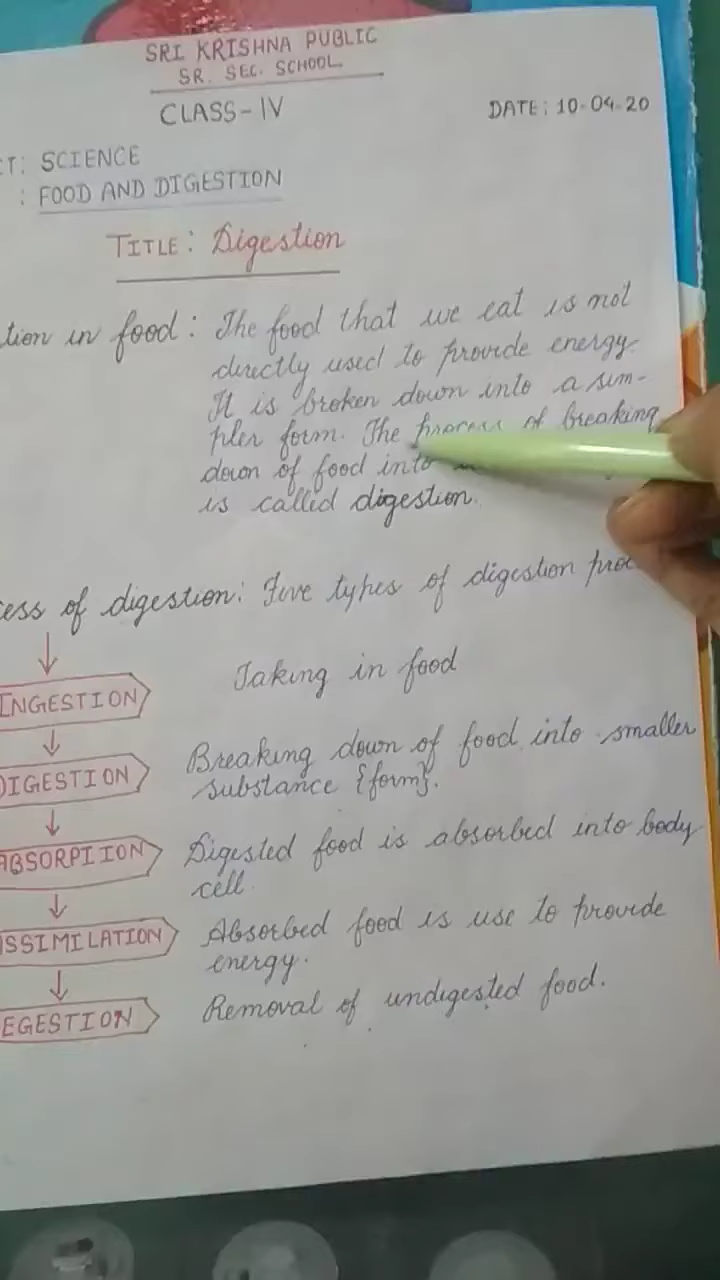 SRI KRISHNA PUBLIC
SR. SEC. SCHOOL
CLASS-IV
DATE: 10-04-20
CT: SCIENCE
: FOOD AND DIGESTION
TITLE: Digestion
tion in food: The food that we eat is not
directly used to provide energy.
It is broken down into a sim-
pler form. The process of breaking
down of food into
is called digestion.
ess of digestion: Five types of digestion proc
INGESTION
Taking in food
DIGESTION
Breaking down of food into smaller
substance {form}.
ABSORPTION
Digested food is absorbed into body
cell.
SSIMILATION
Absorbed food is use to provide
energy.
EGESTION
Removal of undigested food.